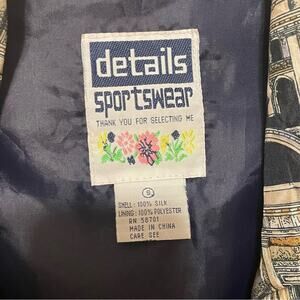 details
sportswear
THANK YOU FOR SELECTING ME
S
SHELL: 100% SILK
LINING: 100% POLYESTER
RN 58701
MADE IN CHINA
CARE SEE